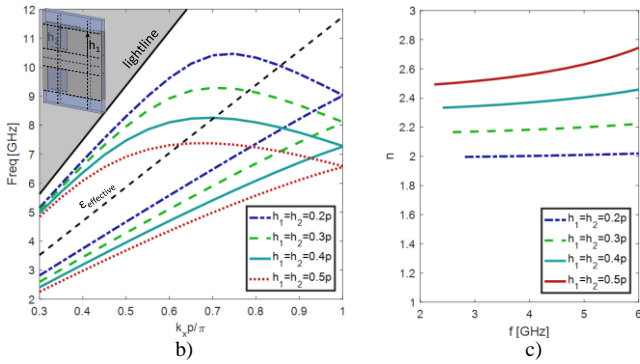 12
11
10
9
8
7
6
5
4
3
2
Freq [GHz]
h₂
h₁
lightline
ε effective
h₁=h₂=0.2p
h₁=h₂=0.3p
h₁=h₂=0.4p
h₁=h₂=0.5p
0.3 0.4 0.5 0.6 0.7 0.8 0.9 1
kₓp/π
b)
3
2.8
2.6
2.4
2.2
2
1.8
1.6
1.4
1.2
1
n
h₁=h₂=0.2p
h₁=h₂=0.3p
h₁=h₂=0.4p
h₁=h₂=0.5p
2 3 4 5 6
f [GHz]
c)